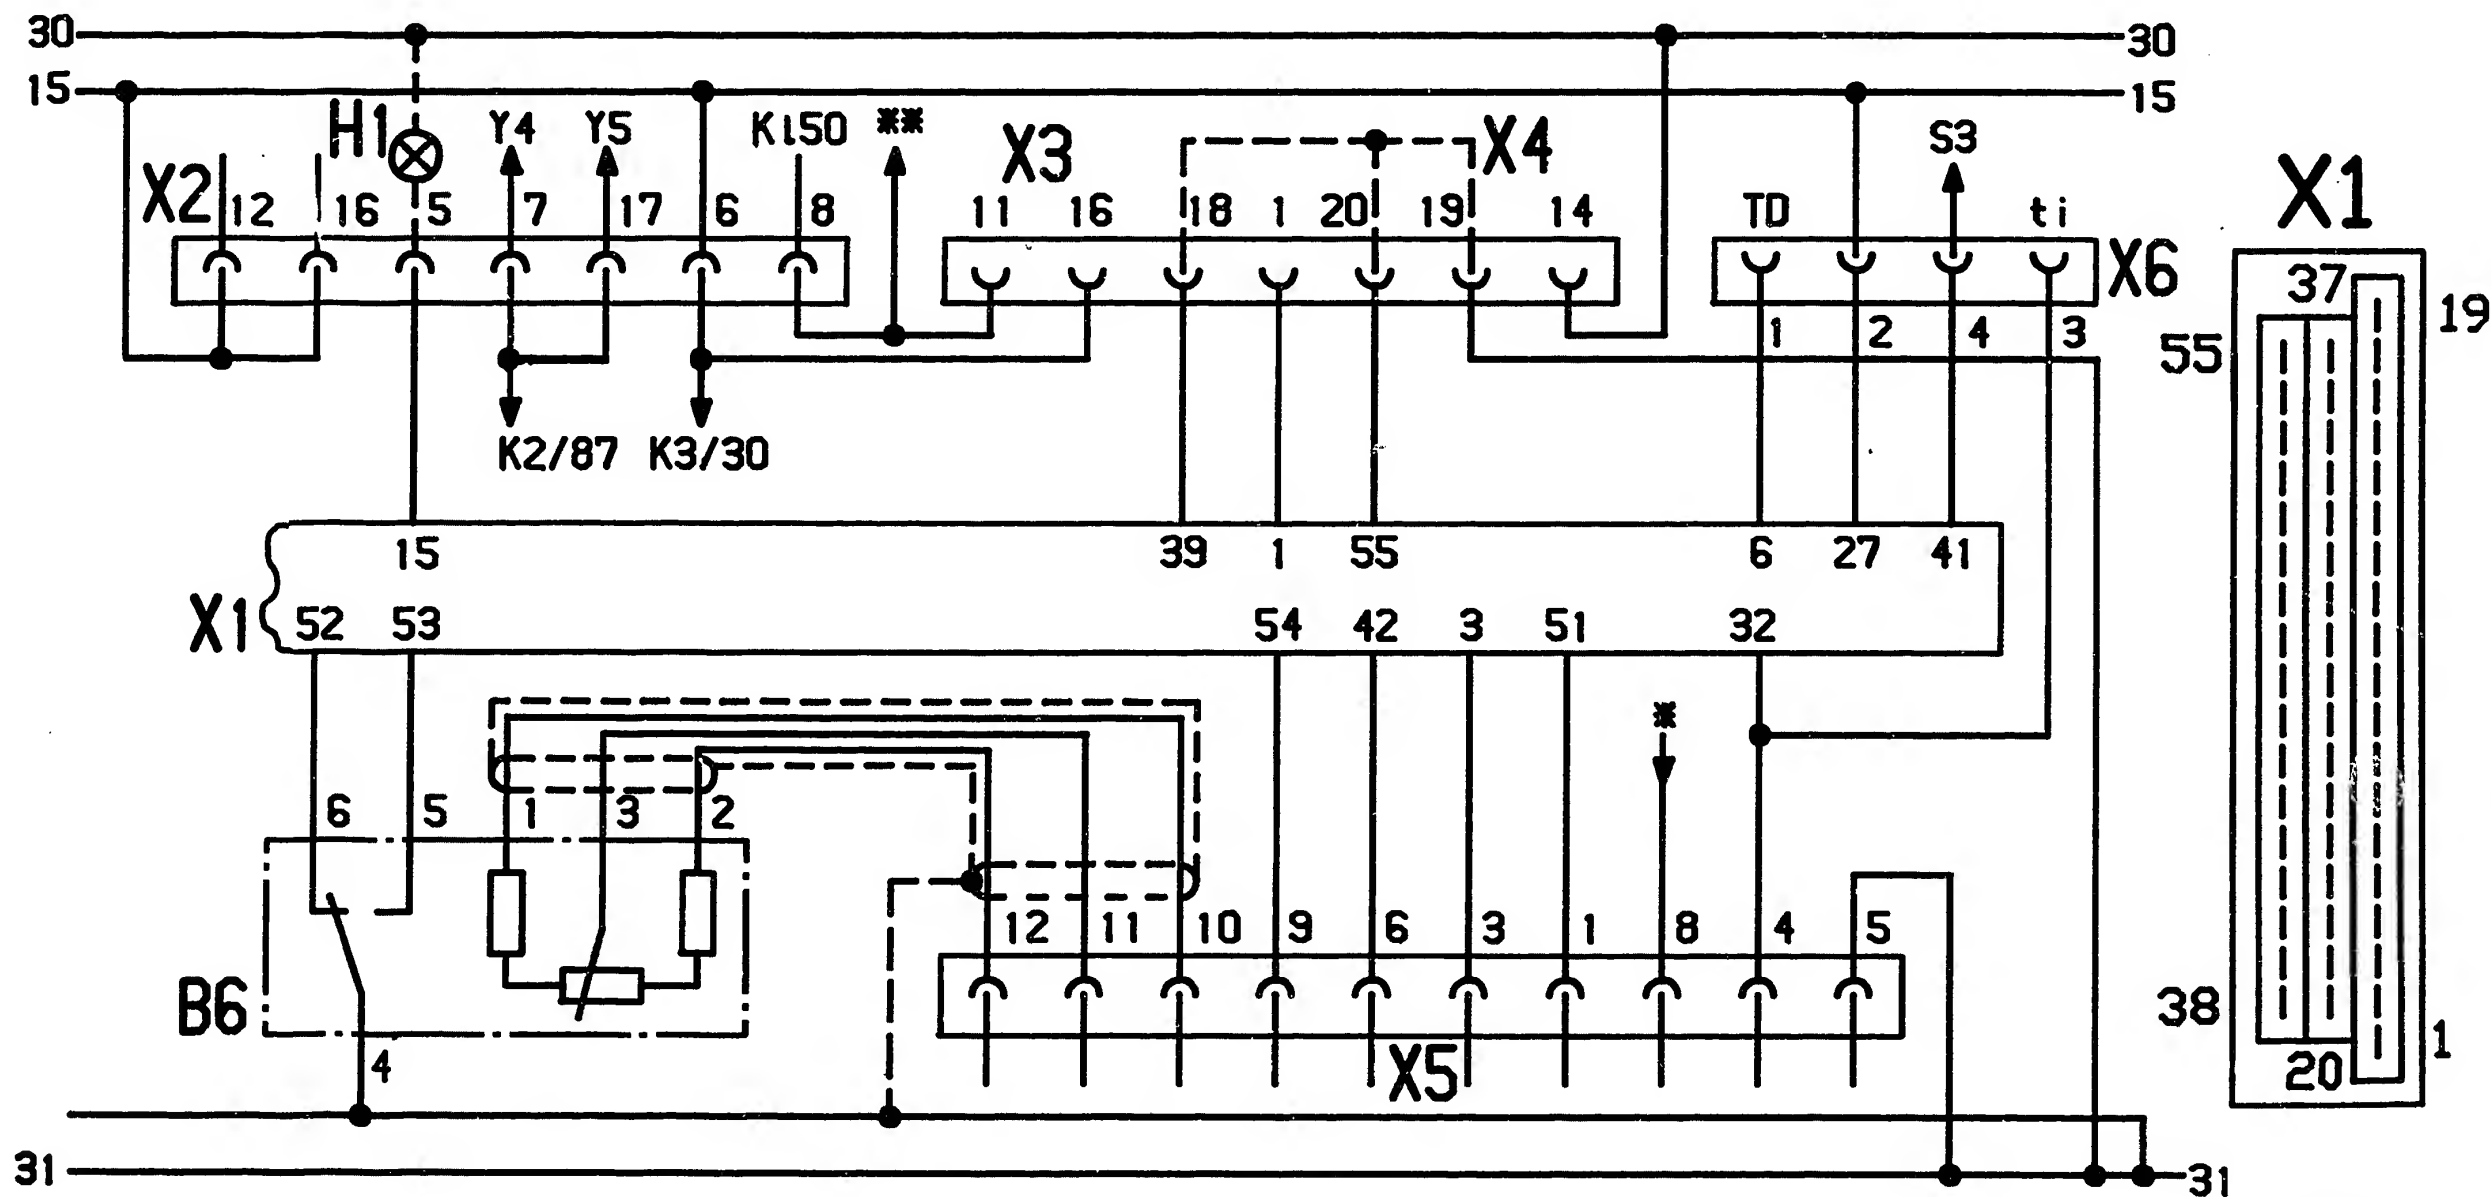 30 30
15 15
H1 Y4 Y5 Kl50 ** X3 X4 S3
X2 12 16 5 7 17 6 8 11 16 18 1 20 19 14 TD ti X1
X6
37 19
1 2 4 3 55
K2/87 K3/30
15 39 1 55 6 27 41
X1 52 53 54 42 3 51 32
*
6 5 1 3 2
12 11 10 9 6 3 1 8 4 5
B6 38
4 X5 20 1
31 31